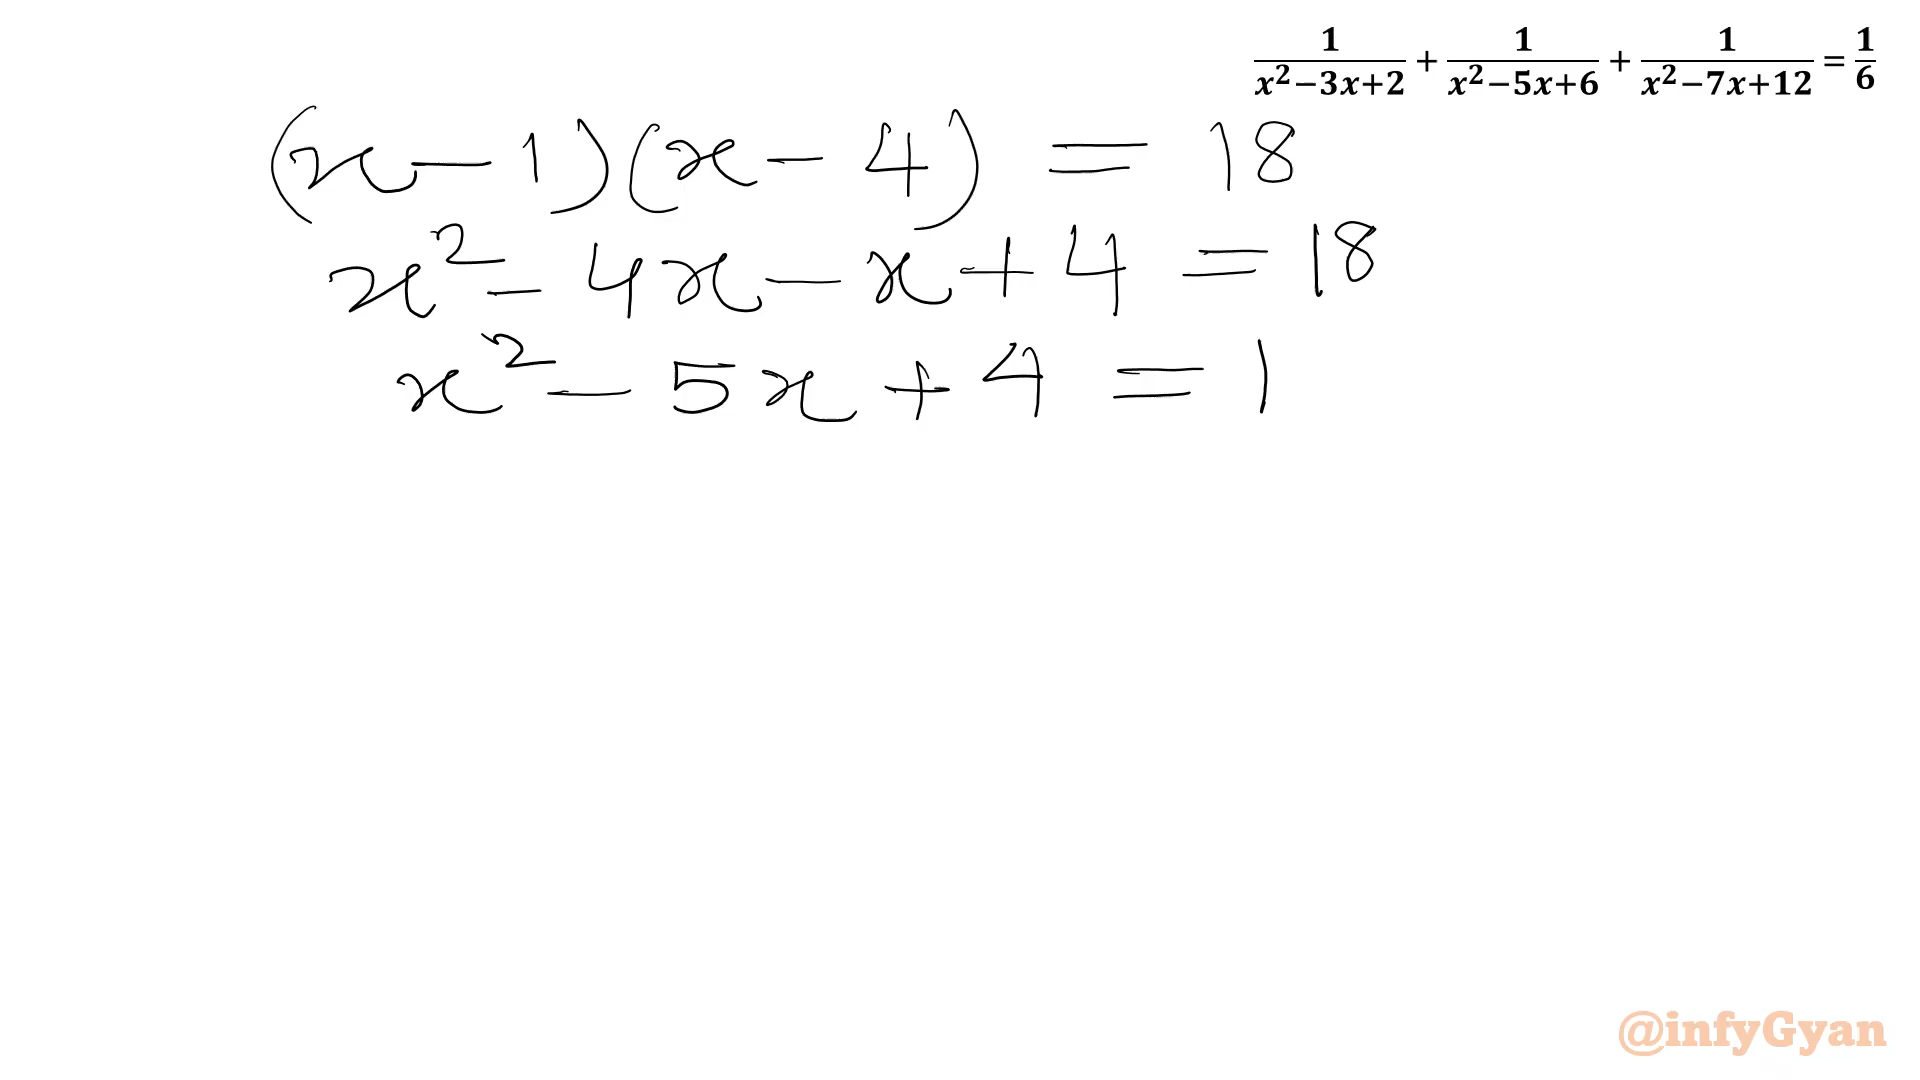 1/(x²−3x+2) + 1/(x²−5x+6) + 1/(x²−7x+12) = 1/6
(x − 1)(x − 4) = 18
x² − 4x − x + 4 = 18
x² − 5x + 4 = 1
@infyGyan